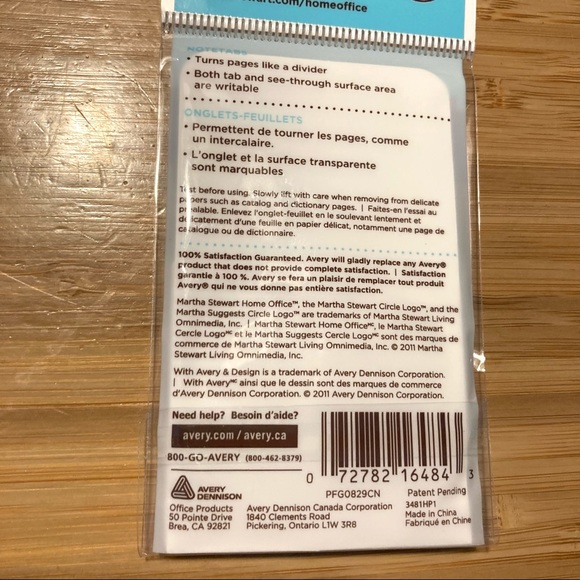 wart.com/homeoffice
NOTETABS
• Turns pages like a divider
• Both tab and see-through surface area
are writable
ONGLETS-FEUILLETS
• Permettent de tourner les pages, comme
un intercalaire.
• L'onglet et la surface transparente
sont marquables
Test before using. Slowly lift with care when removing from delicate
papers such as catalog and dictionary pages. | Faites-en l'essai au
préalable. Enlevez l'onglet-feuillet en le soulevant lentement et
délicatement d'une feuille en papier délicat, notamment une page de
catalogue ou de dictionnaire.
100% Satisfaction Guaranteed. Avery will gladly replace any Avery®
product that does not provide complete satisfaction. | Satisfaction
garantie à 100 %. Avery se fera un plaisir de remplacer tout produit
Avery® qui ne vous donne pas entière satisfaction.
Martha Stewart Home Office™, the Martha Stewart Circle Logo™, and the
Martha Suggests Circle Logo™ are trademarks of Martha Stewart Living
Omnimedia, Inc. | Martha Stewart Home Officeᴹᶜ, le Martha Stewart
Cercle Logoᴹᶜ et le Martha Suggests Cercle Logoᴹᶜ sont des marques de
commerce de Martha Stewart Living Omnimedia, Inc. © 2011 Martha
Stewart Living Omnimedia, Inc.
With Avery & Design is a trademark of Avery Dennison Corporation.
| With Averyᴹᶜ ainsi que le dessin sont des marques de commerce
d'Avery Dennison Corporation. © 2011 Avery Dennison Corporation.
Need help? Besoin d'aide?
avery.com / avery.ca
800-GO-AVERY (800-462-8379)
0 72782 16484 3
AVERY
DENNISON
Office Products
50 Pointe Drive
Brea, CA 92821
Avery Dennison Canada Corporation
1840 Clements Road
Pickering, Ontario L1W 3R8
PFG0829CN
Patent Pending
3481HP1
Made in China
Fabriqué en Chine